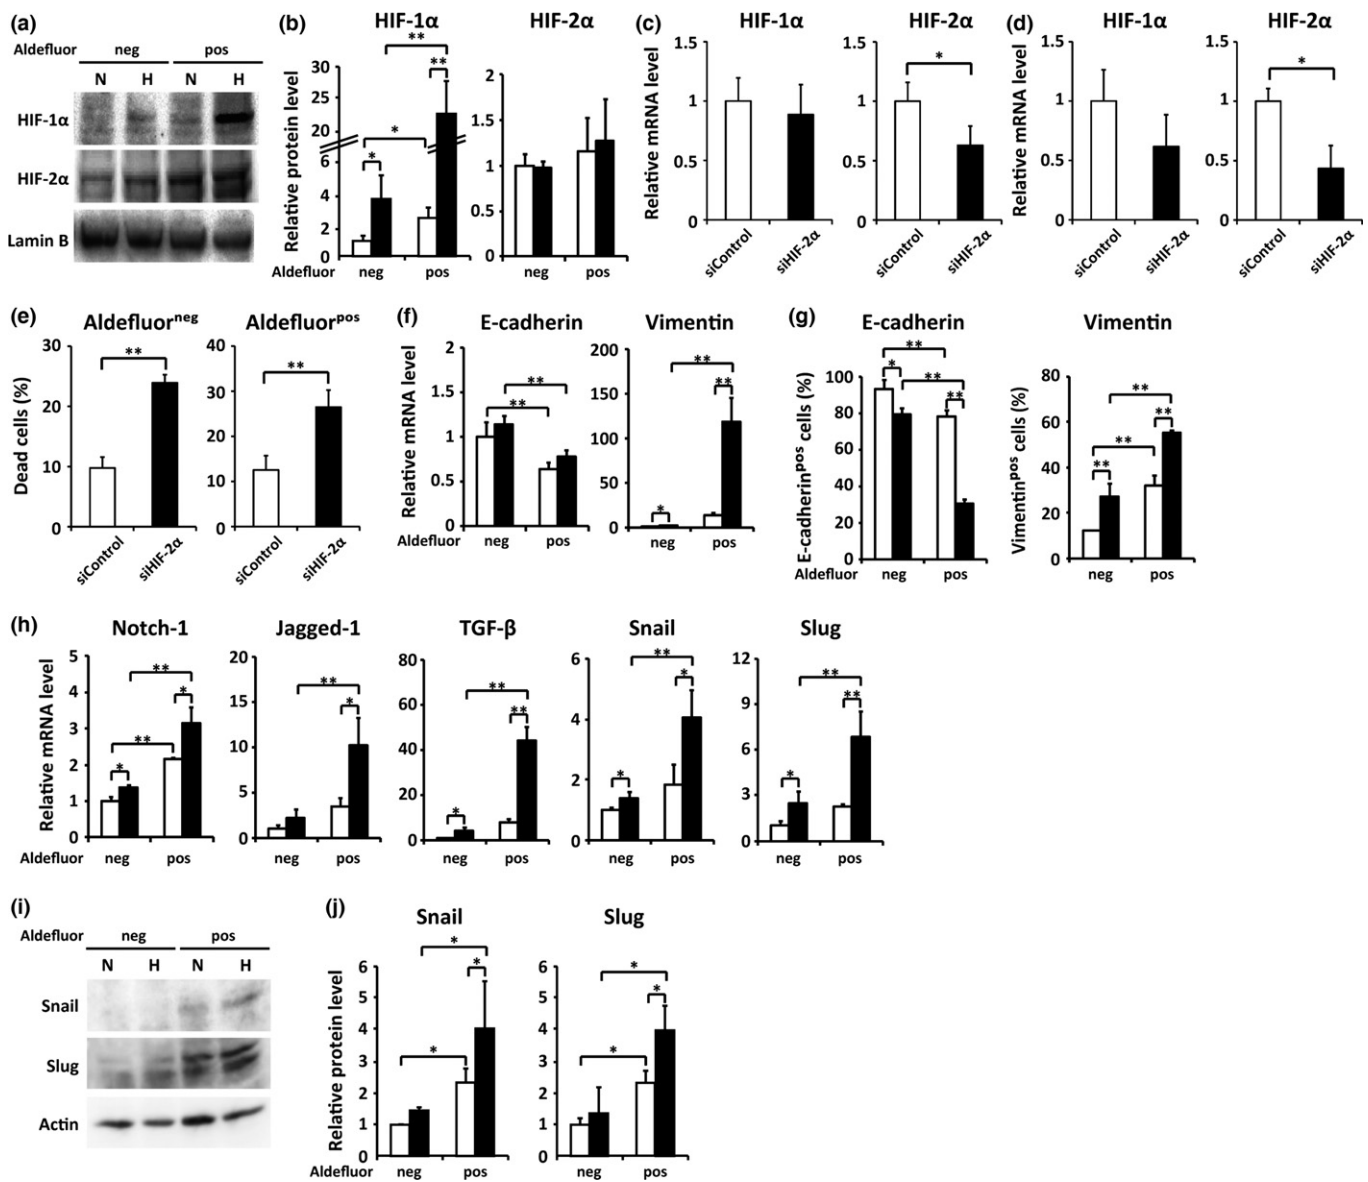 (a)
Aldefluor neg pos
N H N H
HIF-1α
HIF-2α
Lamin B
(b)
HIF-1α HIF-2α
Relative protein level
30
25
20
6
4
2
0
** ** * *
2
1.5
1
0.5
0
Aldefluor neg pos neg pos
(c)
HIF-1α HIF-2α
Relative mRNA level
1.5
1
0.5
0
siControl siHIF-2α
1.5
1
0.5
0
*
siControl siHIF-2α
(d)
HIF-1α HIF-2α
Relative mRNA level
1.5
1
0.5
0
siControl siHIF-2α
1.5
1
0.5
0
*
siControl siHIF-2α
(e)
Aldefluorneg Aldefluorpos
Dead cells (%)
30
20
10
0
**
siControl siHIF-2α
40
30
20
10
0
**
siControl siHIF-2α
(f)
E-cadherin Vimentin
Relative mRNA level
2
1.5
1
0.5
0
** **
200
150
100
50
0
** ** *
Aldefluor neg pos neg pos
(g)
E-cadherin Vimentin
E-cadherinpos cells (%)
100
80
60
40
20
0
** * ** **
Vimentinpos cells (%)
80
60
40
20
0
** ** ** **
Aldefluor neg pos neg pos
(h)
Notch-1 Jagged-1 TGF-β Snail Slug
Relative mRNA level
5
4
3
2
1
0
** * ** *
20
15
10
5
0
** *
80
60
40
20
0
** ** *
6
4
2
0
** * *
12
9
6
3
0
** ** *
Aldefluor neg pos neg pos neg pos neg pos neg pos
(i)
Aldefluor neg pos
N H N H
Snail
Slug
Actin
(j)
Snail Slug
Relative protein level
6
5
4
3
2
1
0
* * *
6
5
4
3
2
1
0
* * *
Aldefluor neg pos neg pos